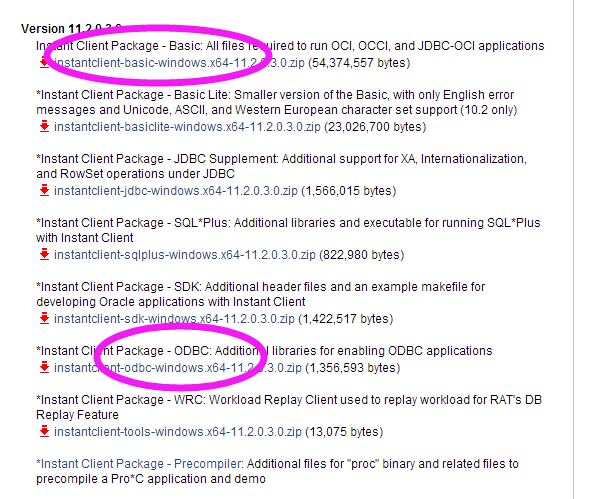 Version 11.2.0.3.0
Instant Client Package - Basic: All files required to run OCI, OCCI, and JDBC-OCI applications
instantclient-basic-windows.x64-11.2.0.3.0.zip (54,374,557 bytes)
*Instant Client Package - Basic Lite: Smaller version of the Basic, with only English error
messages and Unicode, ASCII, and Western European character set support (10.2 only)
instantclient-basiclite-windows.x64-11.2.0.3.0.zip (23,026,700 bytes)
*Instant Client Package - JDBC Supplement: Additional support for XA, Internationalization,
and RowSet operations under JDBC
instantclient-jdbc-windows.x64-11.2.0.3.0.zip (1,566,015 bytes)
*Instant Client Package - SQL*Plus: Additional libraries and executable for running SQL*Plus
with Instant Client
instantclient-sqlplus-windows.x64-11.2.0.3.0.zip (822,980 bytes)
*Instant Client Package - SDK: Additional header files and an example makefile for
developing Oracle applications with Instant Client
instantclient-sdk-windows.x64-11.2.0.3.0.zip (1,422,517 bytes)
*Instant Client Package - ODBC: Additional libraries for enabling ODBC applications
instantclient-odbc-windows.x64-11.2.0.3.0.zip (1,356,593 bytes)
*Instant Client Package - WRC: Workload Replay Client used to replay workload for RAT's DB
Replay Feature
instantclient-tools-windows.x64-11.2.0.3.0.zip (13,075 bytes)
*Instant Client Package - Precompiler: Additional files for "proc" binary and related files to
precompile a Pro*C application and demo